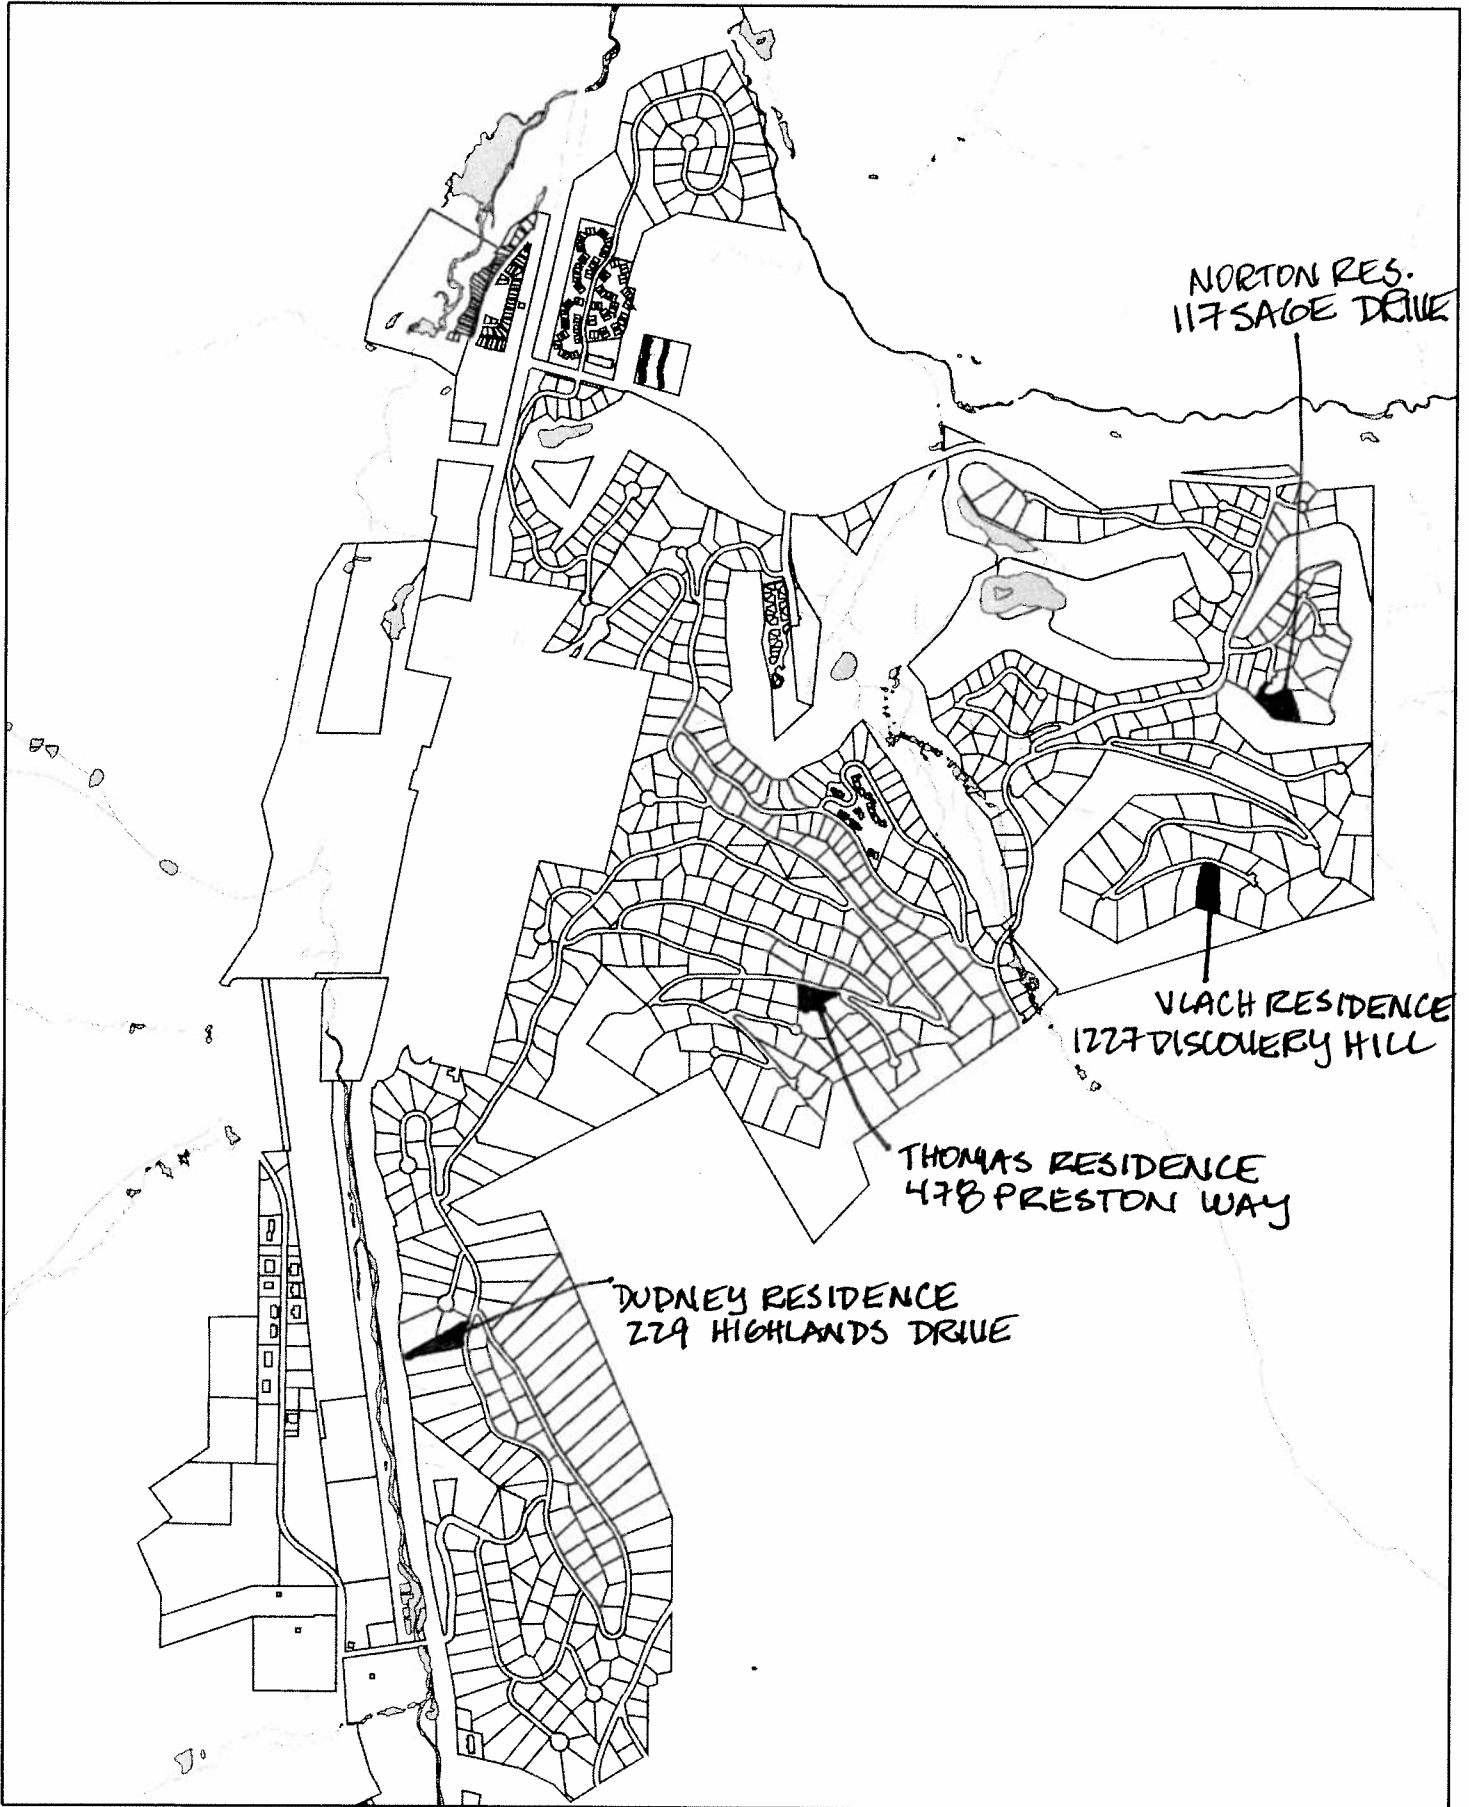 NORTON RES.
117 SAGE DRIVE
VLACH RESIDENCE
1227 DISCOVERY HILL
THOMAS RESIDENCE
478 PRESTON WAY
DUDNEY RESIDENCE
229 HIGHLANDS DRIVE